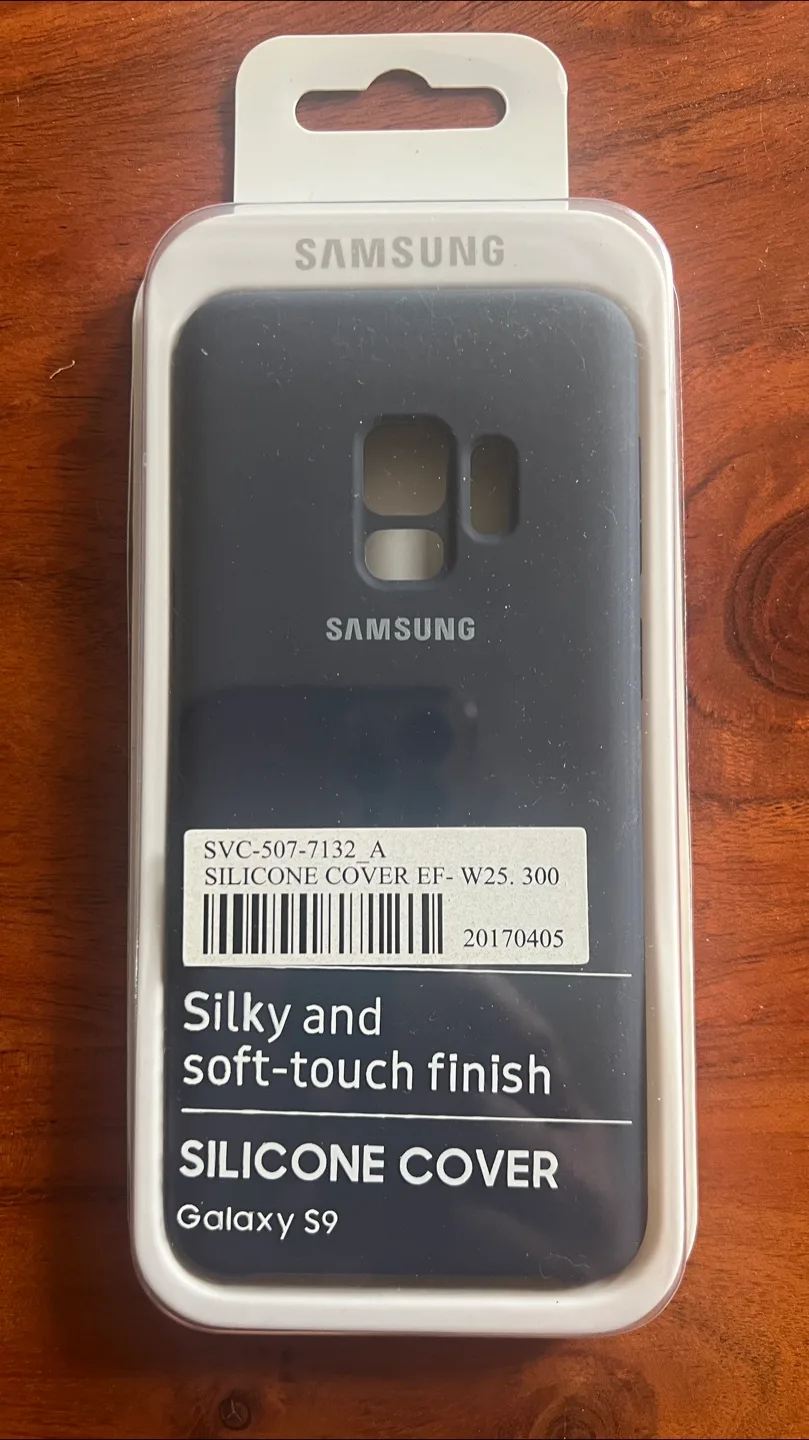 SAMSUNG
SAMSUNG
SVC-507-7132_A
SILICONE COVER EF- W25. 300
20170405
Silky and
soft-touch finish
SILICONE COVER
Galaxy S9